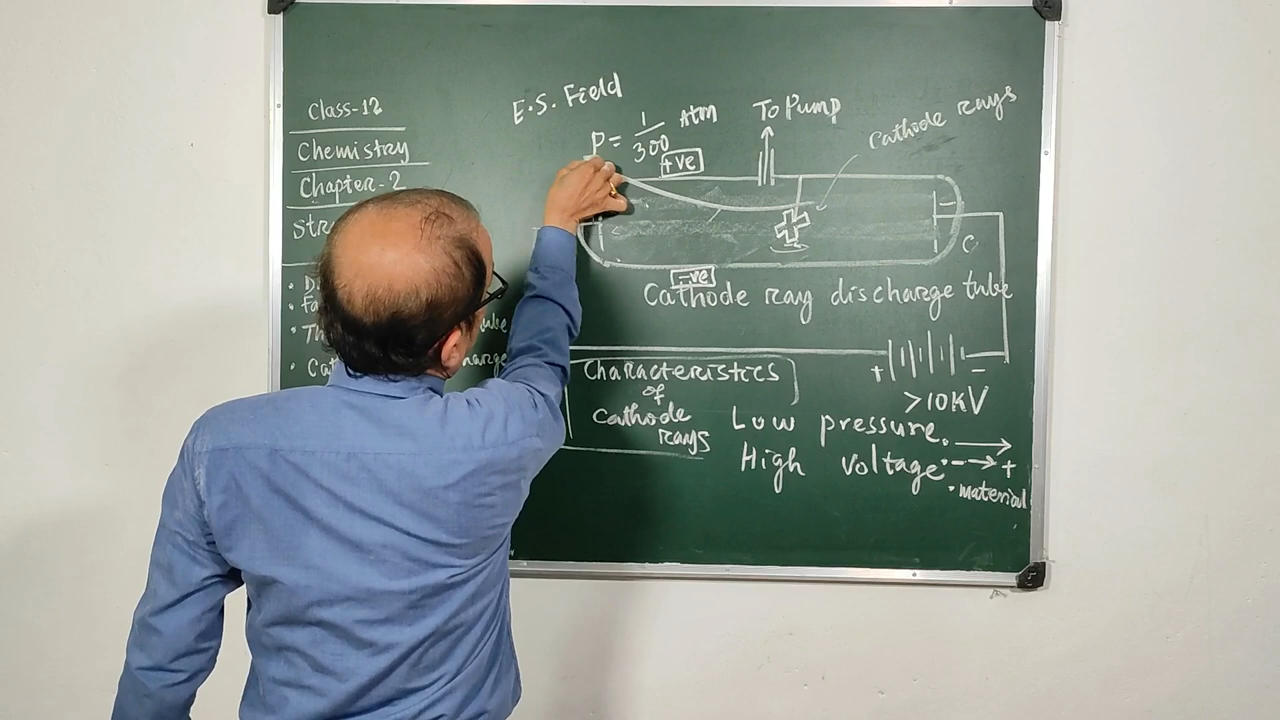 Class-12
Chemistry
Chapter-2
E.S. Field
P = 1/300 Atm
To Pump
Cathode rays
+ve
-
C
-ve
Cathode ray discharge tube
+ -
>10KV
Characteristics
of
Cathode
rays
Low pressure.
High voltage
- → +
• material